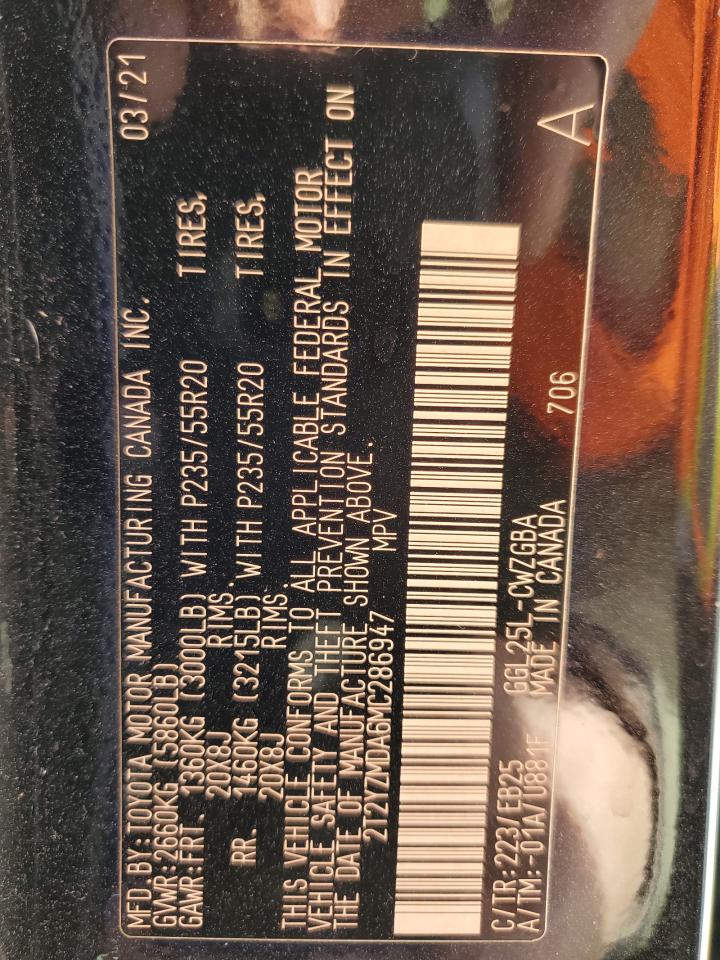 MFD.BY:TOYOTA MOTOR MANUFACTURING CANADA INC. 03/21
GVWR:2660KG (5860LB)
GAWR:FRT. 1360KG (3000LB) WITH P235/55R20 TIRES,
20X8J RIMS.
RR. 1460KG (3215LB) WITH P235/55R20 TIRES,
20X8J RIMS
THIS VEHICLE CONFORMS TO ALL APPLICABLE FEDERAL MOTOR
VEHICLE SAFETY AND THEFT PREVENTION STANDARDS IN EFFECT ON
THE DATE OF MANUFACTURE SHOWN ABOVE.
2T2YZMDA6MC286947 MPV
C/TR:223/EB25 GGL25L-CWZGBA
A/TM:-01A/U881F MADE IN CANADA 706 A